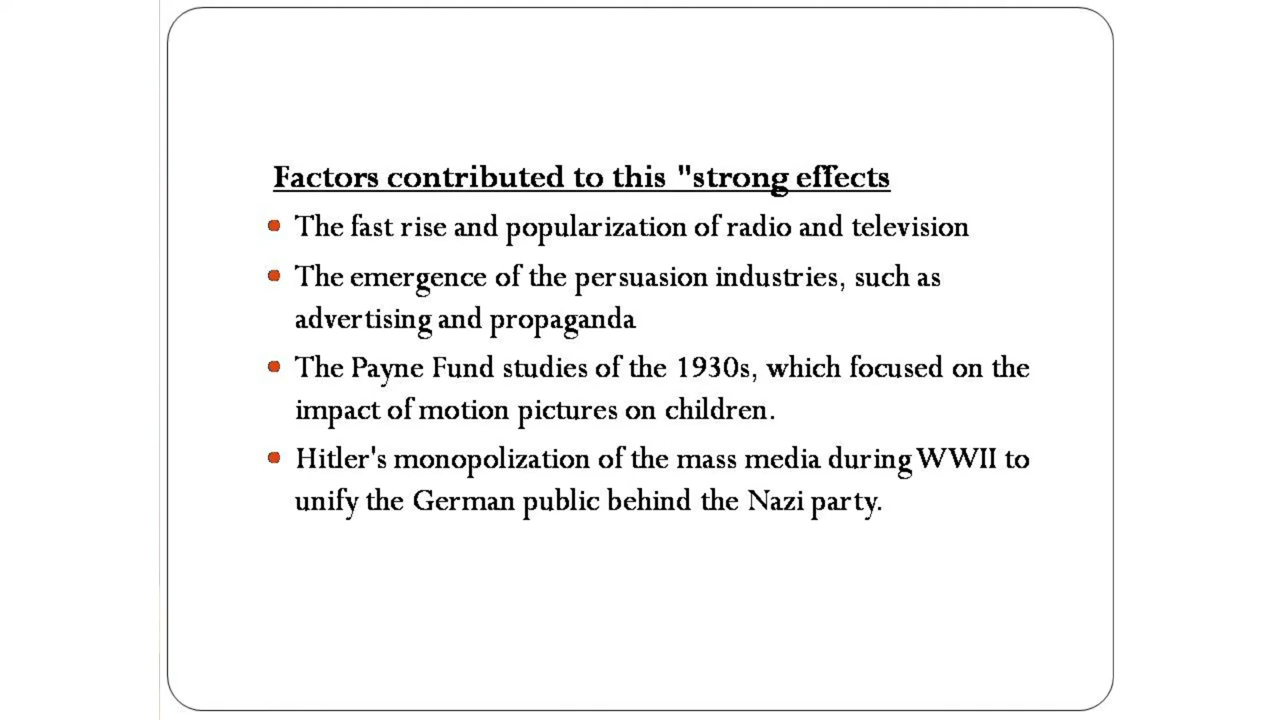 Factors contributed to this "strong effects
The fast rise and popularization of radio and television
The emergence of the persuasion industries, such as
advertising and propaganda
The Payne Fund studies of the 1930s, which focused on the
impact of motion pictures on children.
Hitler's monopolization of the mass media during WWII to
unify the German public behind the Nazi party.